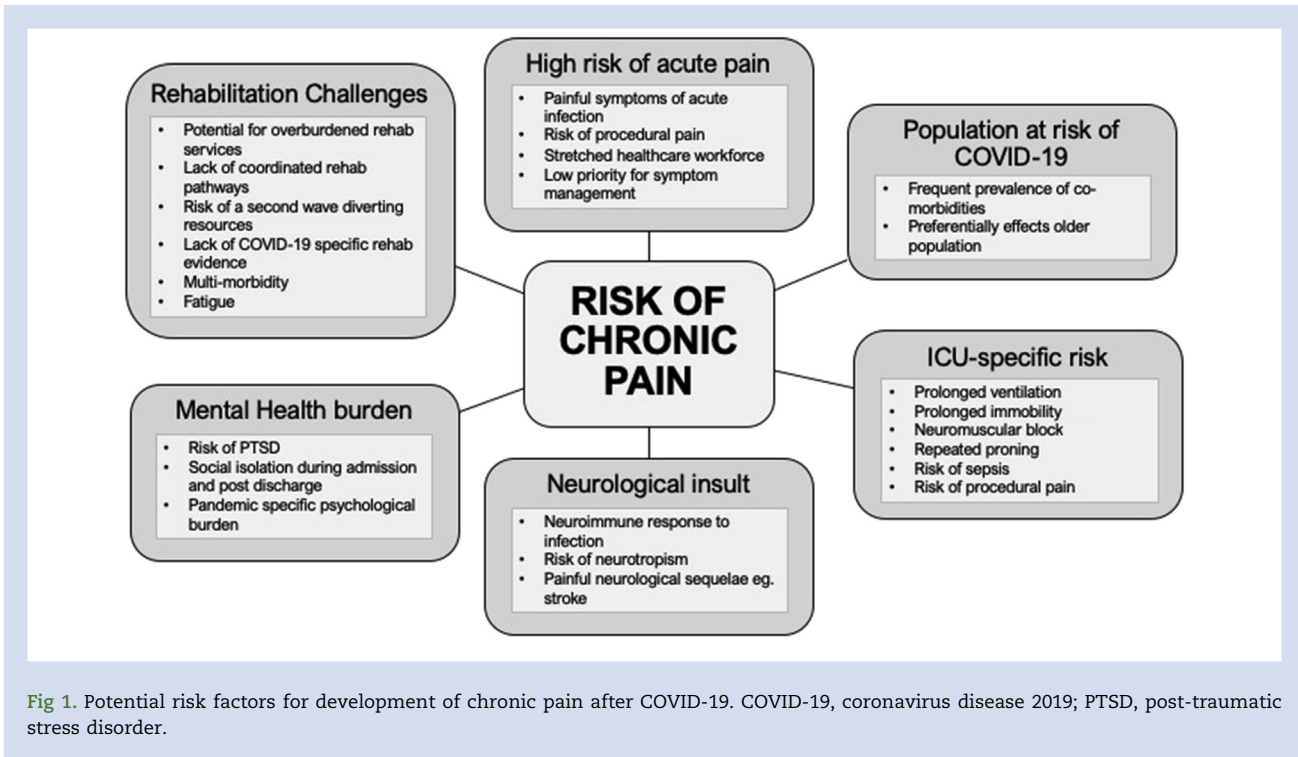 Rehabilitation Challenges
• Potential for overburdened rehab
services
• Lack of coordinated rehab
pathways
• Risk of a second wave diverting
resources
• Lack of COVID-19 specific rehab
evidence
• Multi-morbidity
• Fatigue
High risk of acute pain
• Painful symptoms of acute
infection
• Risk of procedural pain
• Stretched healthcare workforce
• Low priority for symptom
management
Population at risk of
COVID-19
• Frequent prevalence of co-
morbidities
• Preferentially effects older
population
RISK OF
CHRONIC
PAIN
ICU-specific risk
• Prolonged ventilation
• Prolonged immobility
• Neuromuscular block
• Repeated proning
• Risk of sepsis
• Risk of procedural pain
Mental Health burden
• Risk of PTSD
• Social isolation during admission
and post discharge
• Pandemic specific psychological
burden
Neurological insult
• Neuroimmune response to
infection
• Risk of neurotropism
• Painful neurological sequelae eg.
stroke
Fig 1. Potential risk factors for development of chronic pain after COVID-19. COVID-19, coronavirus disease 2019; PTSD, post-traumatic
stress disorder.